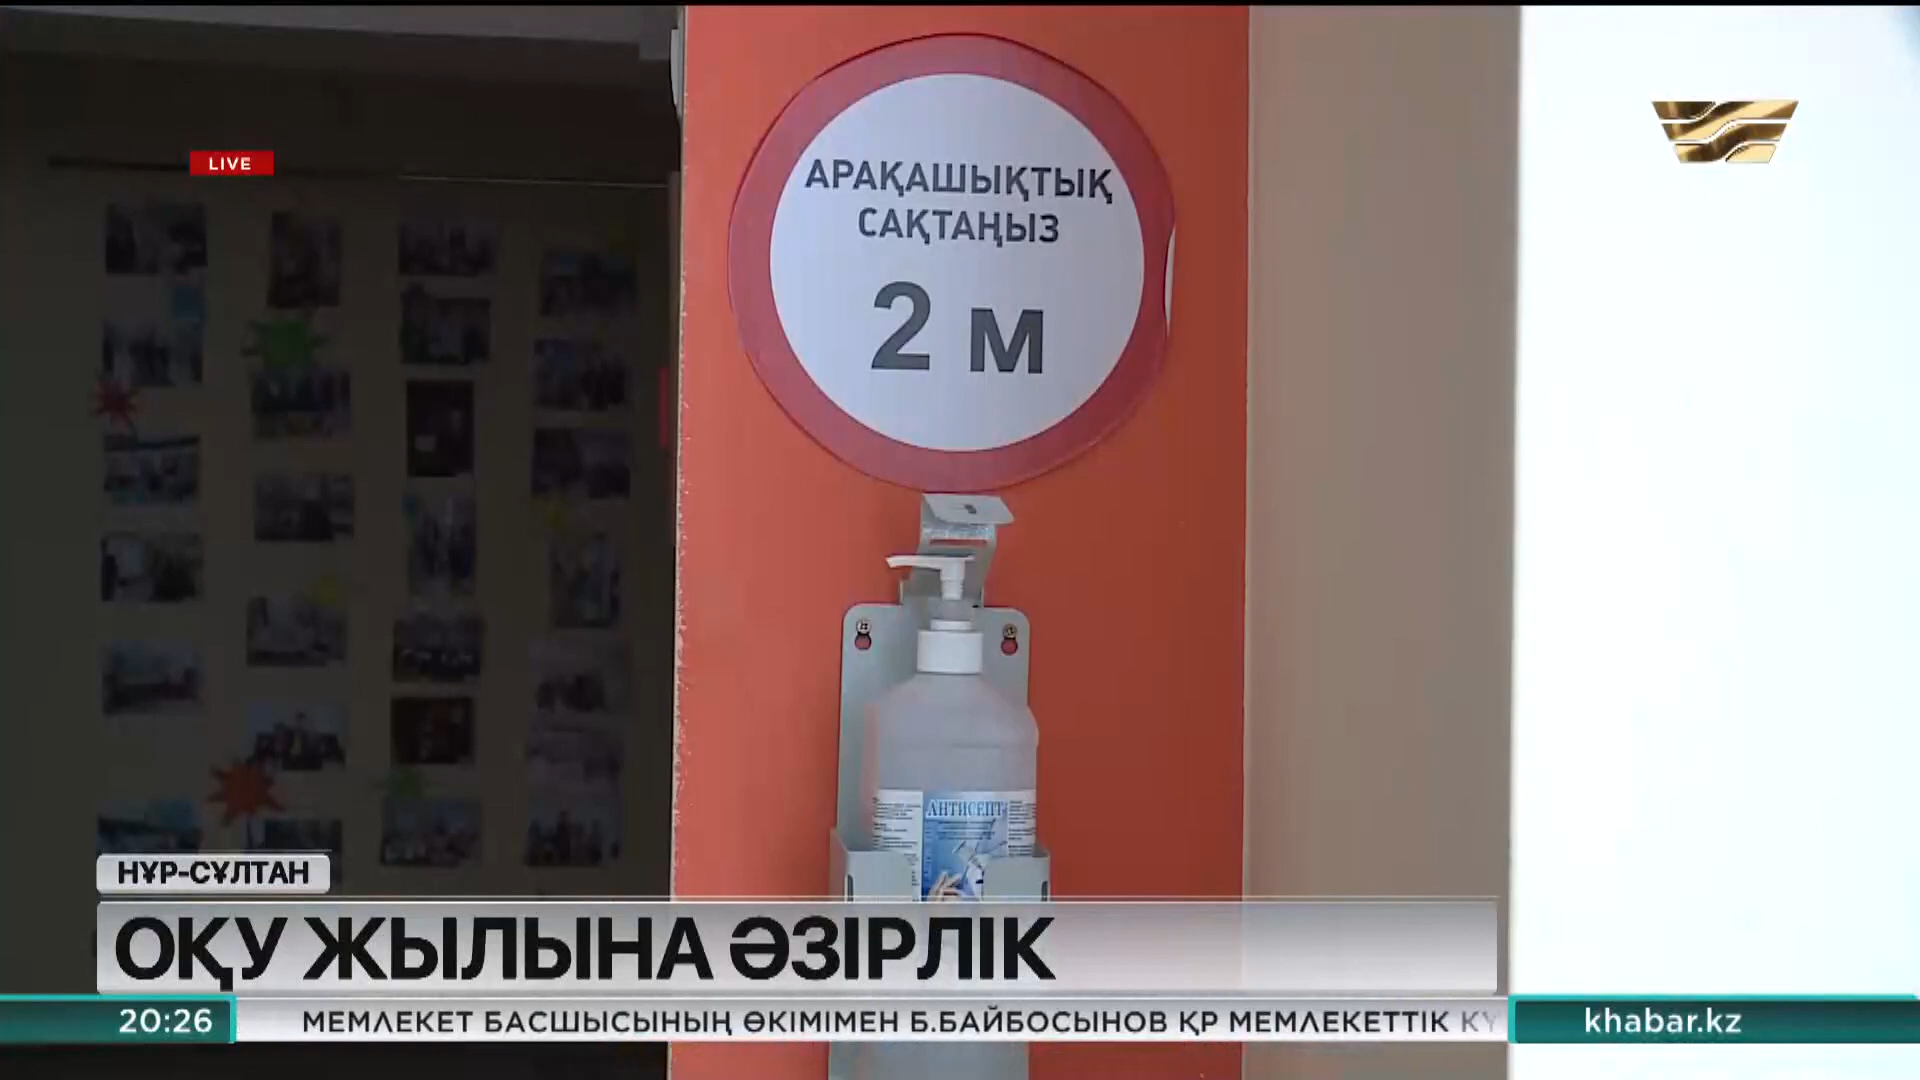 LIVE
АРАҚАШЫҚТЫҚ
САҚТАҢЫЗ
2 м
АНТИСЕПТ
НҰР-СҰЛТАН
ОҚУ ЖЫЛЫНА ӘЗІРЛІК
20:26
МЕМЛЕКЕТ БАСШЫСЫНЫҢ ӨКІМІМЕН Б.БАЙБОСЫНОВ ҚР МЕМЛЕКЕТТІК
khabar.kz